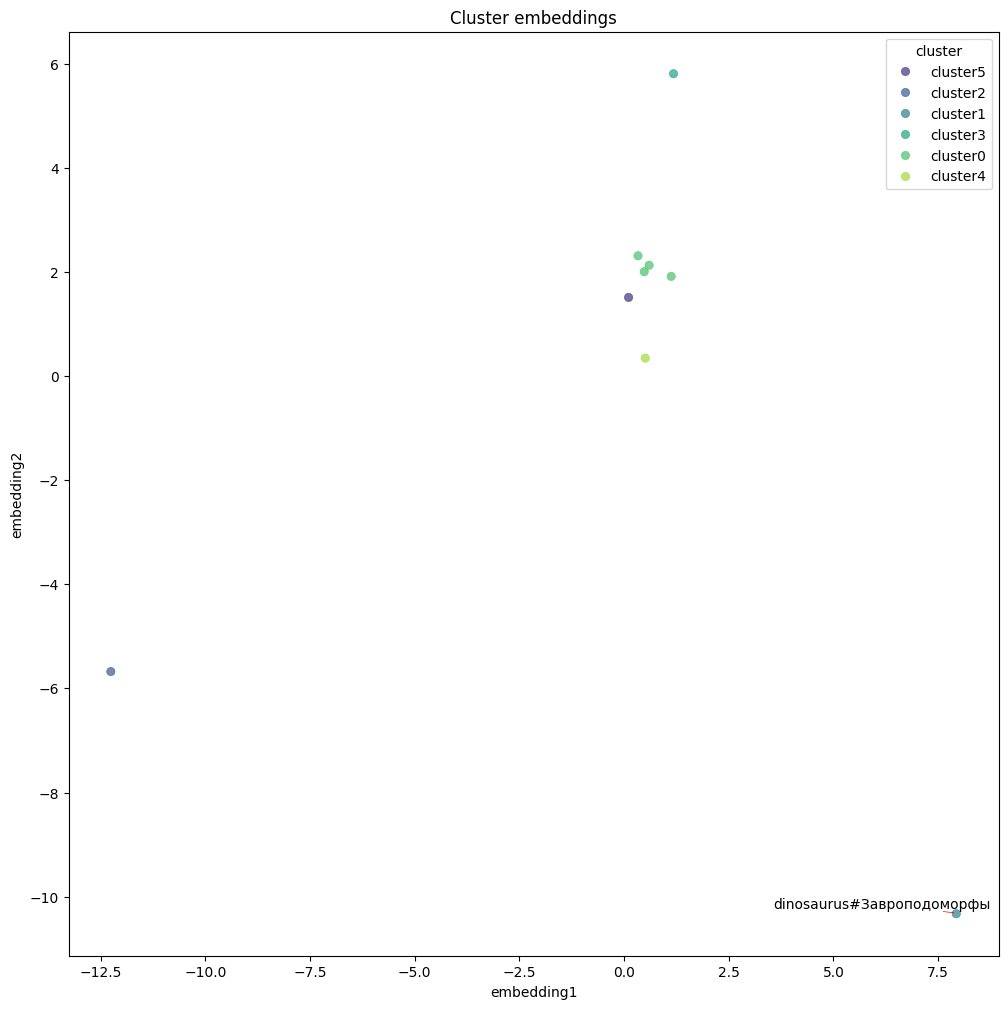 Cluster embeddings
cluster
cluster5
cluster2
cluster1
cluster3
cluster0
cluster4
6
4
2
0
−2
−4
−6
−8
−10
embedding2
dinosaurus#Завроподоморфы
−12.5 −10.0 −7.5 −5.0 −2.5 0.0 2.5 5.0 7.5
embedding1